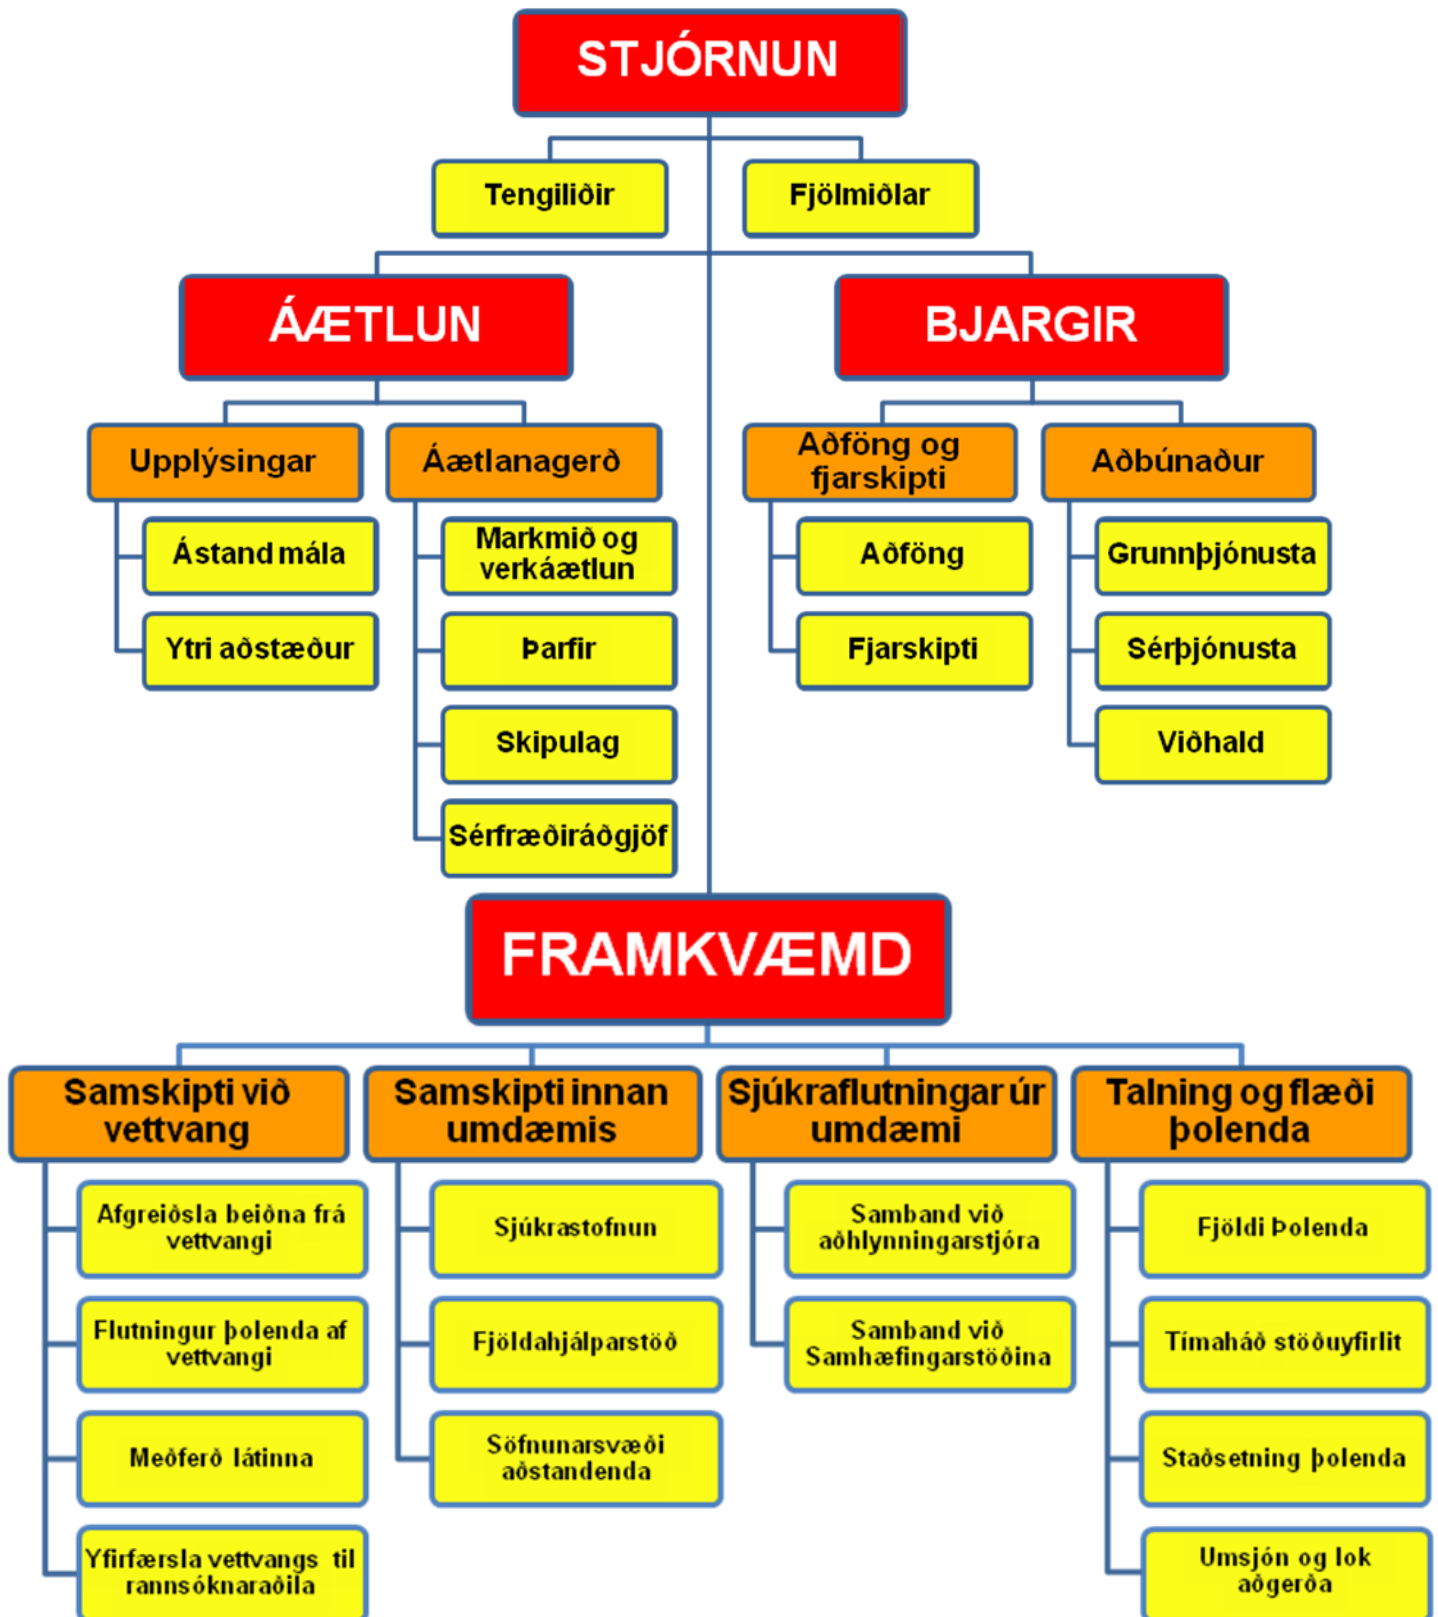 STJÓRNUN
Tengiliðir
Fjölmiðlar
ÁÆTLUN
BJARGIR
Upplýsingar
Áætlanagerð
Aðföng og
fjarskipti
Aðbúnaður
Ástand mála
Ytri aðstæður
Markmið og
verkáætlun
Þarfir
Skipulag
Sérfræðiráðgjöf
Aðföng
Fjarskipti
Grunnþjónusta
Sérþjónusta
Viðhald
FRAMKVÆMD
Samskipti við
vettvang
Afgreiðsla beiðna frá
vettvangi
Flutningur þolenda af
vettvangi
Meðferð látinna
Yfirfærsla vettvangs til
rannsóknaraðila
Samskipti innan
umdæmis
Sjúkrastofnun
Fjöldahjálparstöð
Söfnunarsvæði
aðstandenda
Sjúkraflutningar úr
umdæmi
Samband við
aðhlynningarstjóra
Samband við
Samhæfingarstöðina
Talning og flæði
þolenda
Fjöldi Þolenda
Tímaháð stöðuyfirlit
Staðsetning þolenda
Umsjón og lok
aðgerða